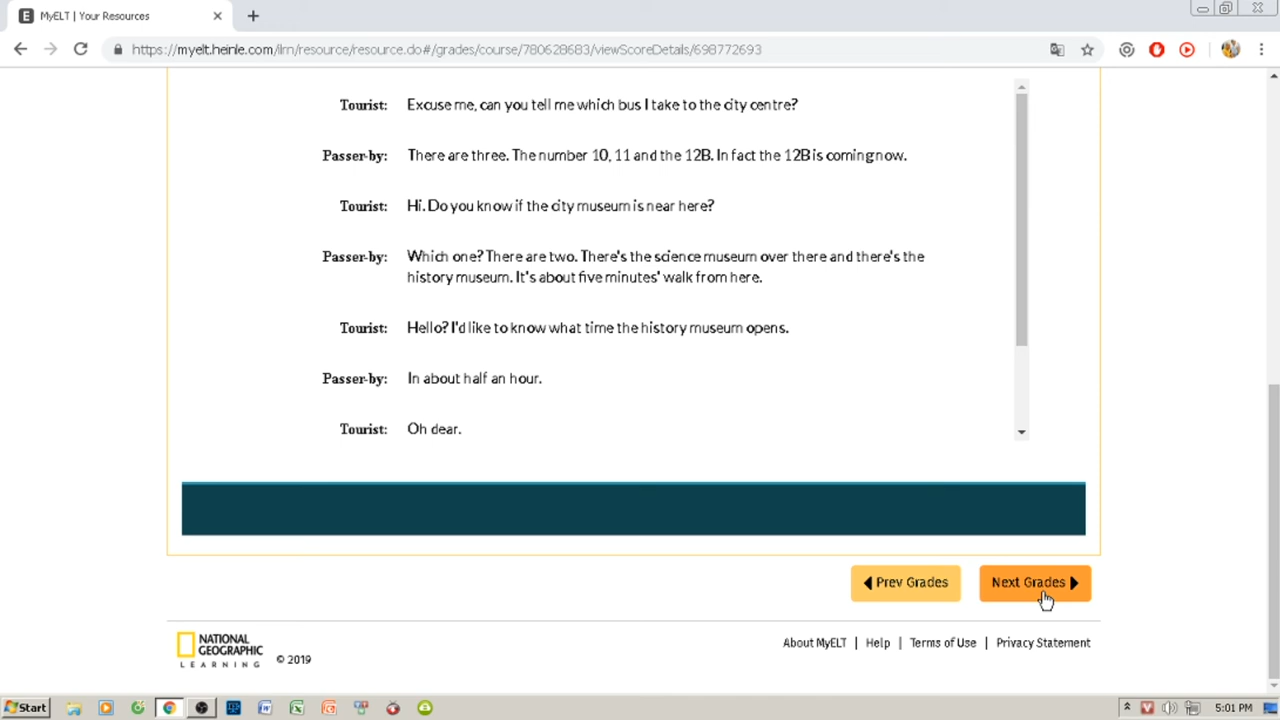 MyELT | Your Resources
https://myelt.heinle.com/ilrn/resource/resource.do#/grades/course/780628683/viewScoreDetails/698772693
Tourist: Excuse me, can you tell me which bus I take to the city centre?
Passer-by: There are three. The number 10, 11 and the 12B. In fact the 12B is coming now.
Tourist: Hi. Do you know if the city museum is near here?
Passer-by: Which one? There are two. There's the science museum over there and there's the
history museum. It's about five minutes' walk from here.
Tourist: Hello? I'd like to know what time the history museum opens.
Passer-by: In about half an hour.
Tourist: Oh dear.
Prev Grades Next Grades
NATIONAL
GEOGRAPHIC
LEARNING © 2019
About MyELT | Help | Terms of Use | Privacy Statement
Start 5:01 PM